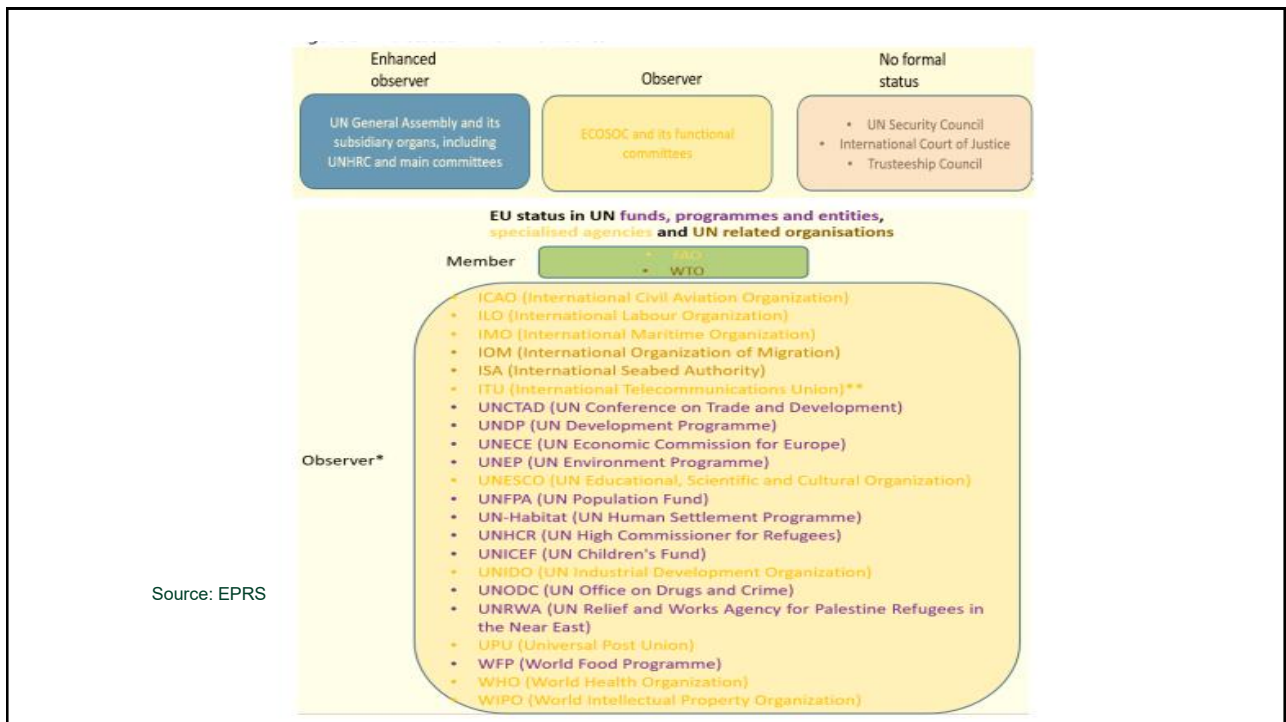 Enhanced
observer
Observer
No formal
status
UN General Assembly and its
subsidiary organs, including
UNHRC and main committees
ECOSOC and its functional
committees
• UN Security Council
• International Court of Justice
• Trusteeship Council
EU status in UN funds, programmes and entities,
specialised agencies and UN related organisations
Member
• FAO
• WTO
Observer*
• ICAO (International Civil Aviation Organization)
• ILO (International Labour Organization)
• IMO (International Maritime Organization)
• IOM (International Organization of Migration)
• ISA (International Seabed Authority)
• ITU (International Telecommunications Union)**
• UNCTAD (UN Conference on Trade and Development)
• UNDP (UN Development Programme)
• UNECE (UN Economic Commission for Europe)
• UNEP (UN Environment Programme)
• UNESCO (UN Educational, Scientific and Cultural Organization)
• UNFPA (UN Population Fund)
• UN-Habitat (UN Human Settlement Programme)
• UNHCR (UN High Commissioner for Refugees)
• UNICEF (UN Children's Fund)
• UNIDO (UN Industrial Development Organization)
• UNODC (UN Office on Drugs and Crime)
• UNRWA (UN Relief and Works Agency for Palestine Refugees in
the Near East)
• UPU (Universal Post Union)
• WFP (World Food Programme)
• WHO (World Health Organization)
• WIPO (World Intellectual Property Organization)
Source: EPRS